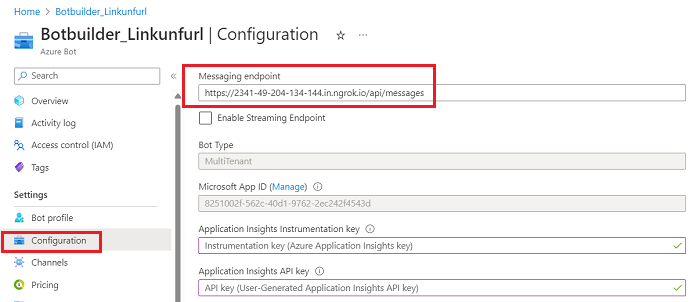 Home > Botbuilder_Linkunfurl
Botbuilder_Linkunfurl | Configuration
Azure Bot
Search
Overview
Activity log
Access control (IAM)
Tags
Settings
Bot profile
Configuration
Channels
Pricing
Messaging endpoint
https://2341-49-204-134-144.in.ngrok.io/api/messages
Enable Streaming Endpoint
Bot Type
MultiTenant
Microsoft App ID (Manage)
8251002f-562c-40d1-9762-2ec242f4543d
Application Insights Instrumentation key
Instrumentation key (Azure Application Insights key)
Application Insights API key
API key (User-Generated Application Insights API key)